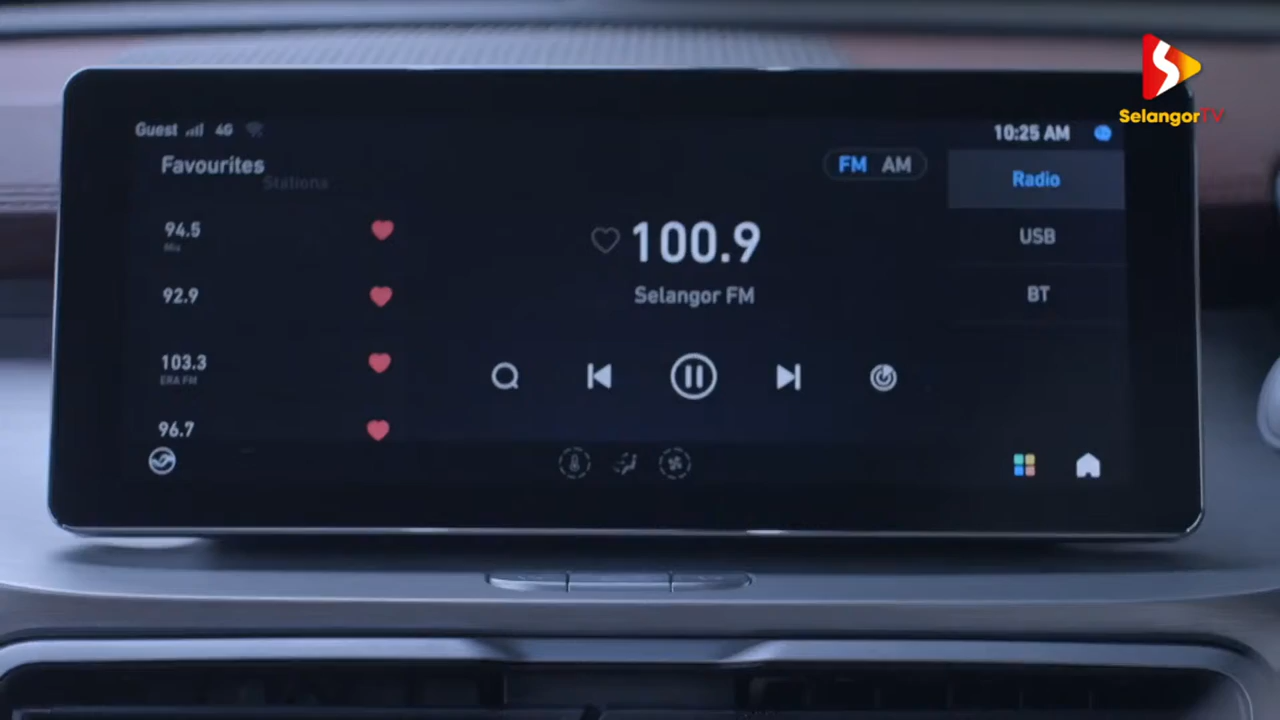 SelangorTV
Guest 4G
10:25 AM
Favourites
Stations
FM AM
Radio
94.5
Mix
100.9
USB
92.9
Selangor FM
BT
103.3
ERA FM
96.7